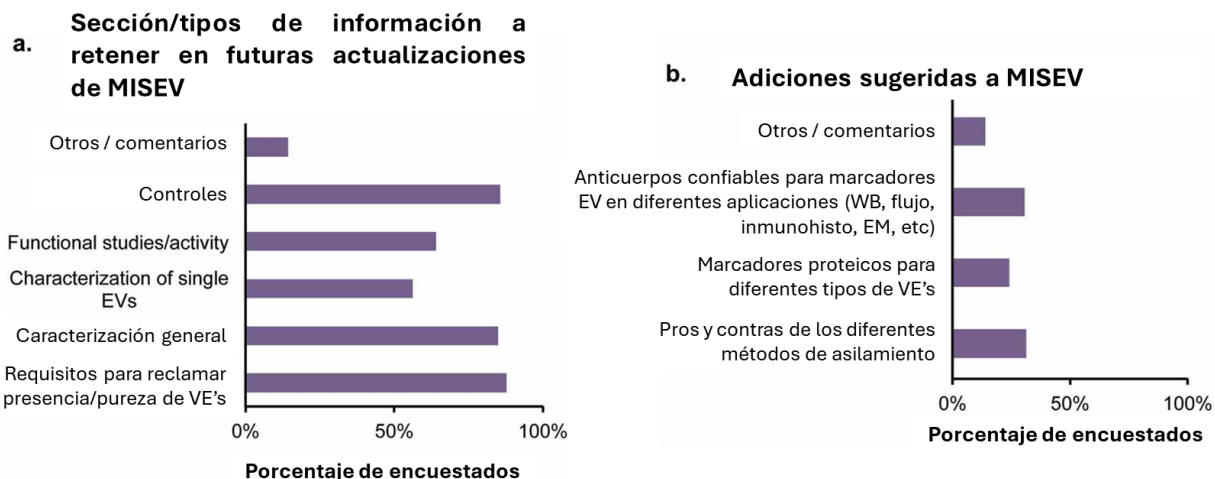 a.
Sección/tipos de información a
retener en futuras actualizaciones
de MISEV
Otros / comentarios
Controles
Functional studies/activity
Characterization of single
EVs
Caracterización general
Requisitos para reclamar
presencia/pureza de VE’s
0% 50% 100%
Porcentaje de encuestados
b.
Adiciones sugeridas a MISEV
Otros / comentarios
Anticuerpos confiables para marcadores
EV en diferentes aplicaciones (WB, flujo,
inmunohisto, EM, etc)
Marcadores proteicos para
diferentes tipos de VE’s
Pros y contras de los diferentes
métodos de asilamiento
0% 50% 100%
Porcentaje de encuestados